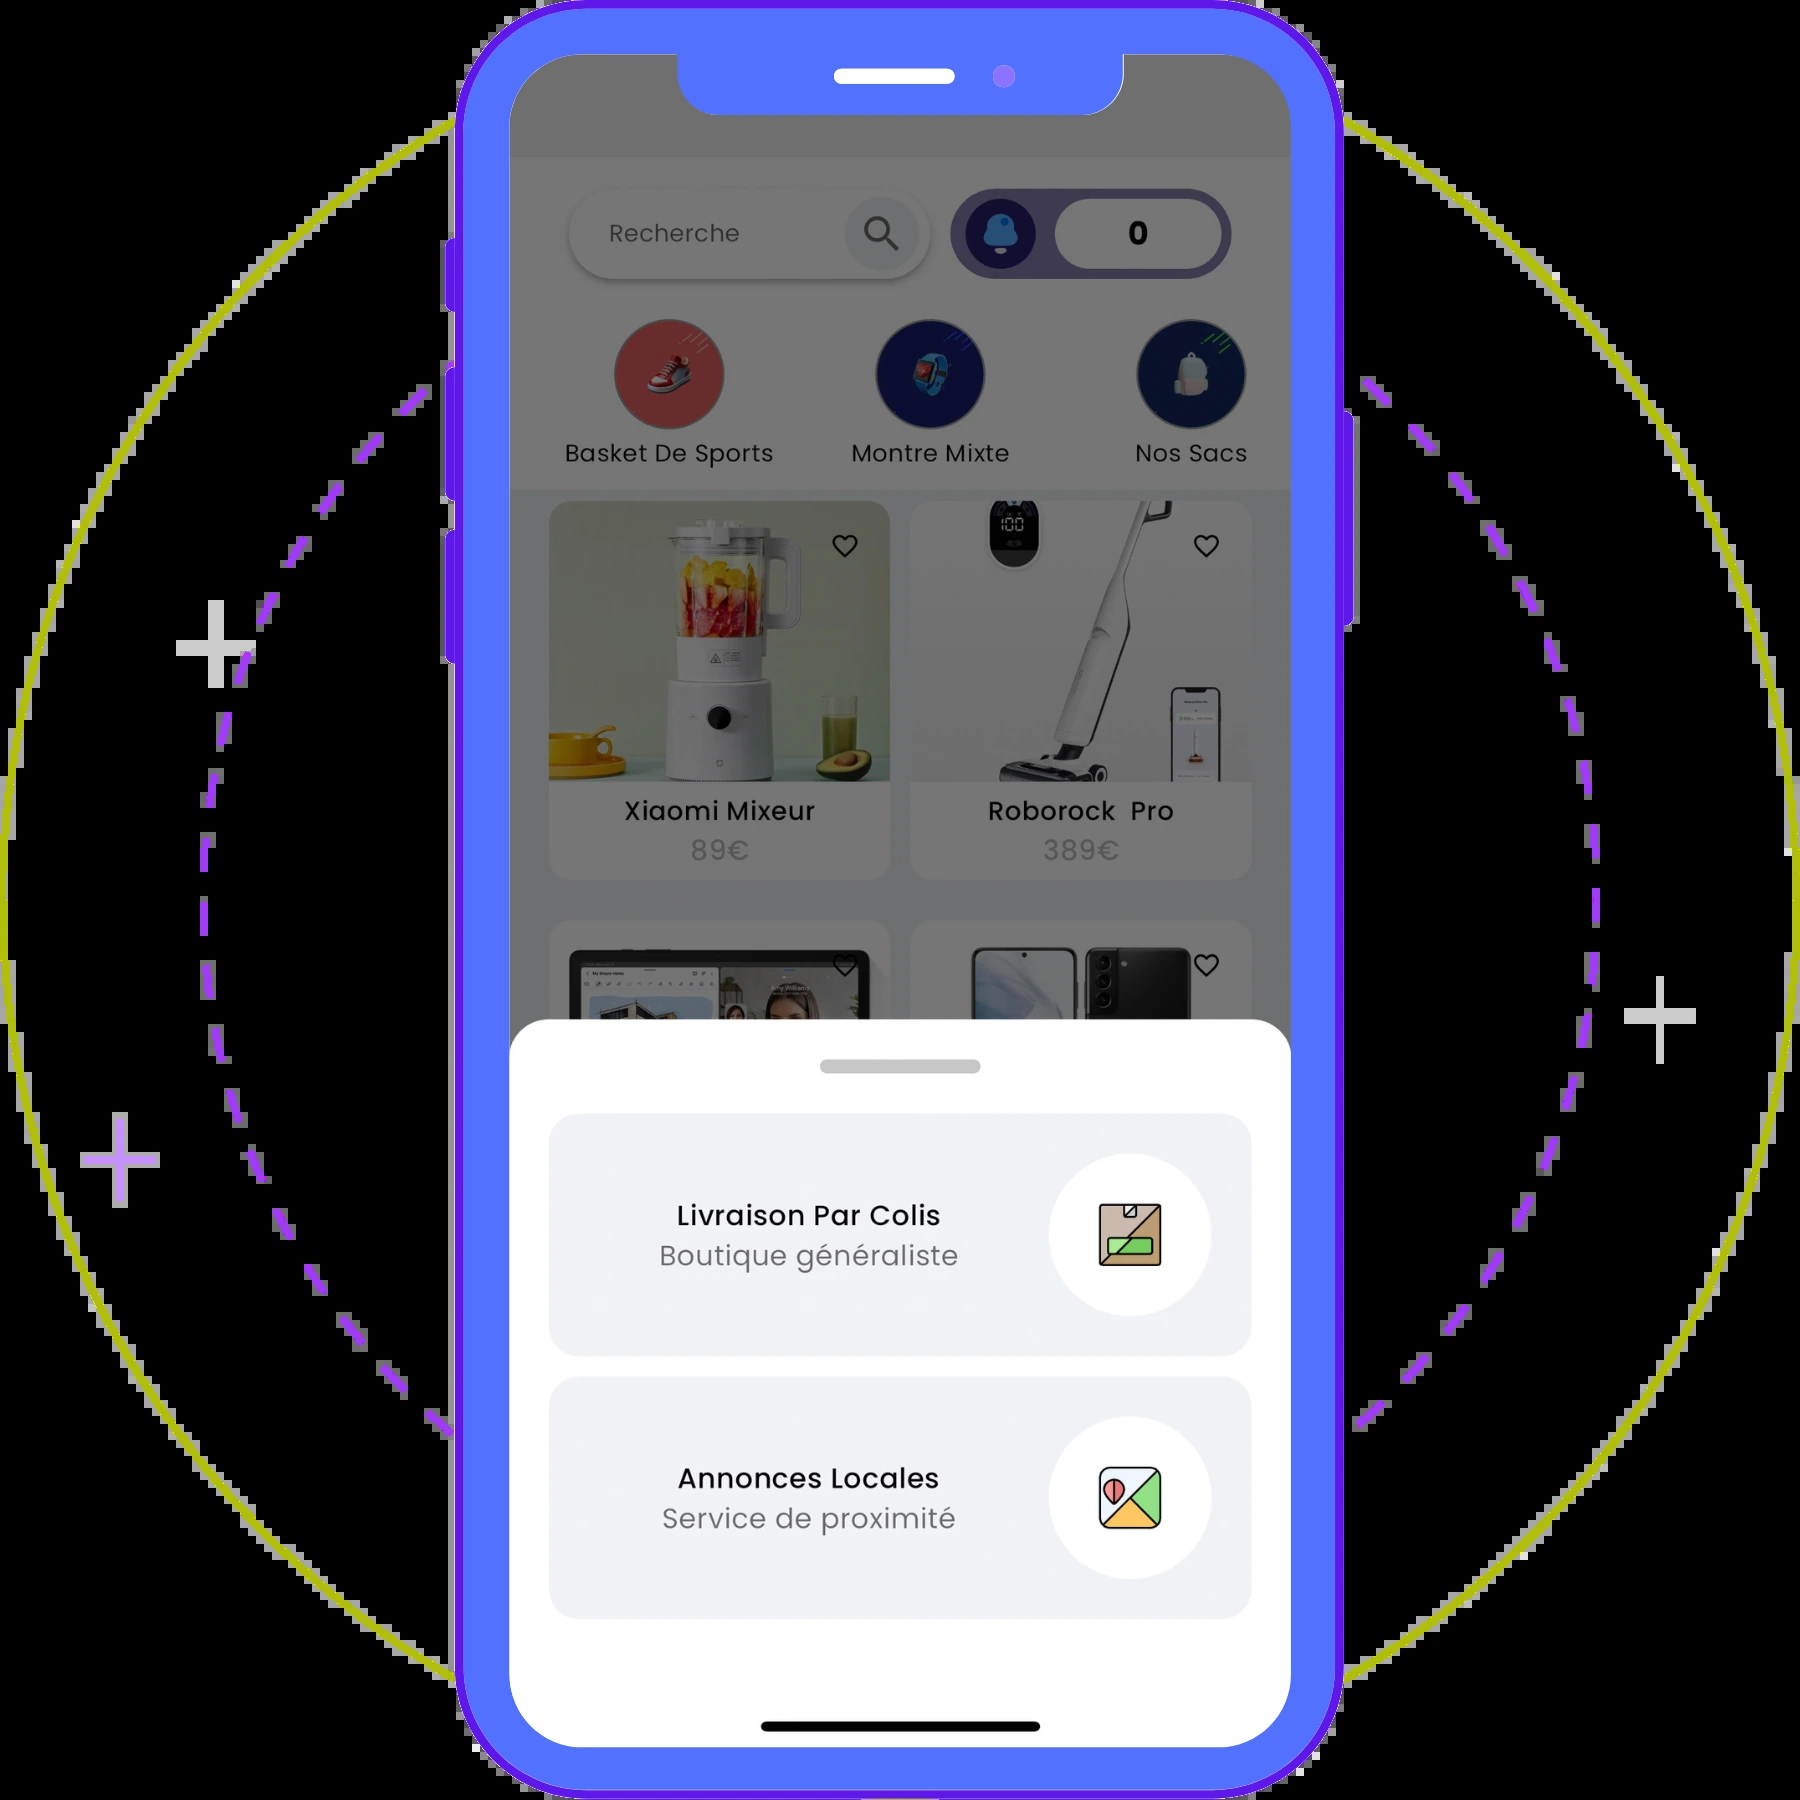 Recherche
0
Basket De Sports
Montre Mixte
Nos Sacs
100
Xiaomi Mixeur
89€
Roborock  Pro
389€
Livraison Par Colis
Boutique généraliste
Annonces Locales
Service de proximité